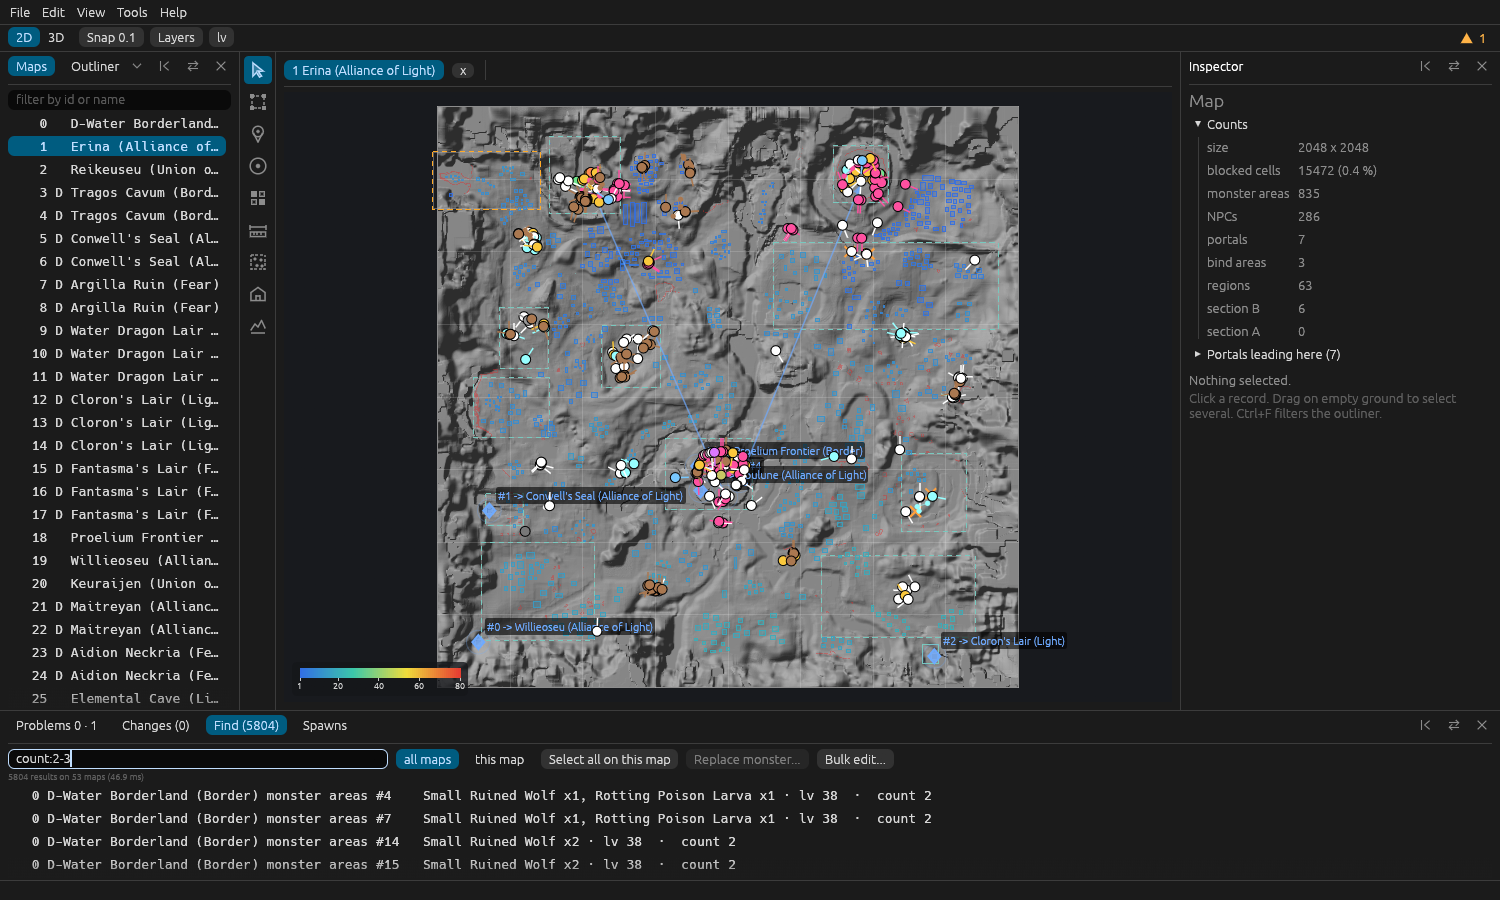 File Edit View Tools Help
2D 3D Snap 0.1 Layers lv 1
Maps Outliner
filter by id or name
0 D-Water Borderland...
1 Erina (Alliance of...
2 Reikeuseu (Union o...
3 D Tragos Cavum (Bord...
4 D Tragos Cavum (Bord...
5 D Conwell's Seal (Al...
6 D Conwell's Seal (Al...
7 D Argilla Ruin (Fear)
8 D Argilla Ruin (Fear)
9 D Water Dragon Lair ...
10 D Water Dragon Lair ...
11 D Water Dragon Lair ...
12 D Cloron's Lair (Lig...
13 D Cloron's Lair (Lig...
14 D Cloron's Lair (Lig...
15 D Fantasma's Lair (F...
16 D Fantasma's Lair (F...
17 D Fantasma's Lair (F...
18 Proelium Frontier ...
19 Willieoseu (Allian...
20 Keuraijen (Union o...
21 D Maitreyan (Allianc...
22 D Maitreyan (Allianc...
23 D Aidion Neckria (Fe...
24 D Aidion Neckria (Fe...
25 Elemental Cave (Li...
1 Erina (Alliance of Light) x
Frontier (Border)
(Alliance of Light)
#1 -> Conwell's Seal (Alliance of Light)
#0 -> Willieoseu (Alliance of Light)
#2 -> Cloron's Lair (Light)
1 20 40 60 80
Inspector
Map
Counts
size 2048 x 2048
blocked cells 15472 (0.4 %)
monster areas 835
NPCs 286
portals 7
bind areas 3
regions 63
section B 6
section A 0
Portals leading here (7)
Nothing selected.
Click a record. Drag on empty ground to select
several. Ctrl+F filters the outliner.
Problems 0 · 1 Changes (0) Find (5804) Spawns
count:2-3 all maps this map Select all on this map Replace monster... Bulk edit...
5804 results on 53 maps (46.9 ms)
0 D-Water Borderland (Border) monster areas #4 Small Ruined Wolf x1, Rotting Poison Larva x1 · lv 38 · count 2
0 D-Water Borderland (Border) monster areas #7 Small Ruined Wolf x1, Rotting Poison Larva x1 · lv 38 · count 2
0 D-Water Borderland (Border) monster areas #14 Small Ruined Wolf x2 · lv 38 · count 2
0 D-Water Borderland (Border) monster areas #15 Small Ruined Wolf x2 · lv 38 · count 2